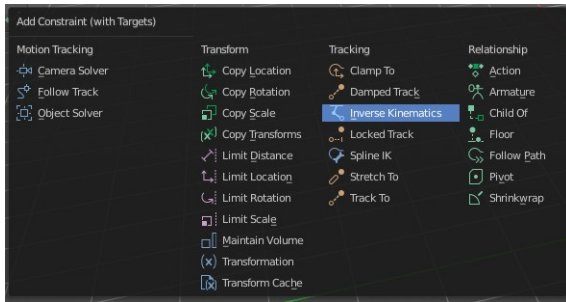 Add Constraint (with Targets)
Motion Tracking
Camera Solver
Follow Track
Object Solver
Transform
Copy Location
Copy Rotation
Copy Scale
Copy Transforms
Limit Distance
Limit Location
Limit Rotation
Limit Scale
Maintain Volume
Transformation
Transform Cache
Tracking
Clamp To
Damped Track
Inverse Kinematics
Locked Track
Spline IK
Stretch To
Track To
Relationship
Action
Armature
Child Of
Floor
Follow Path
Pivot
Shrinkwrap